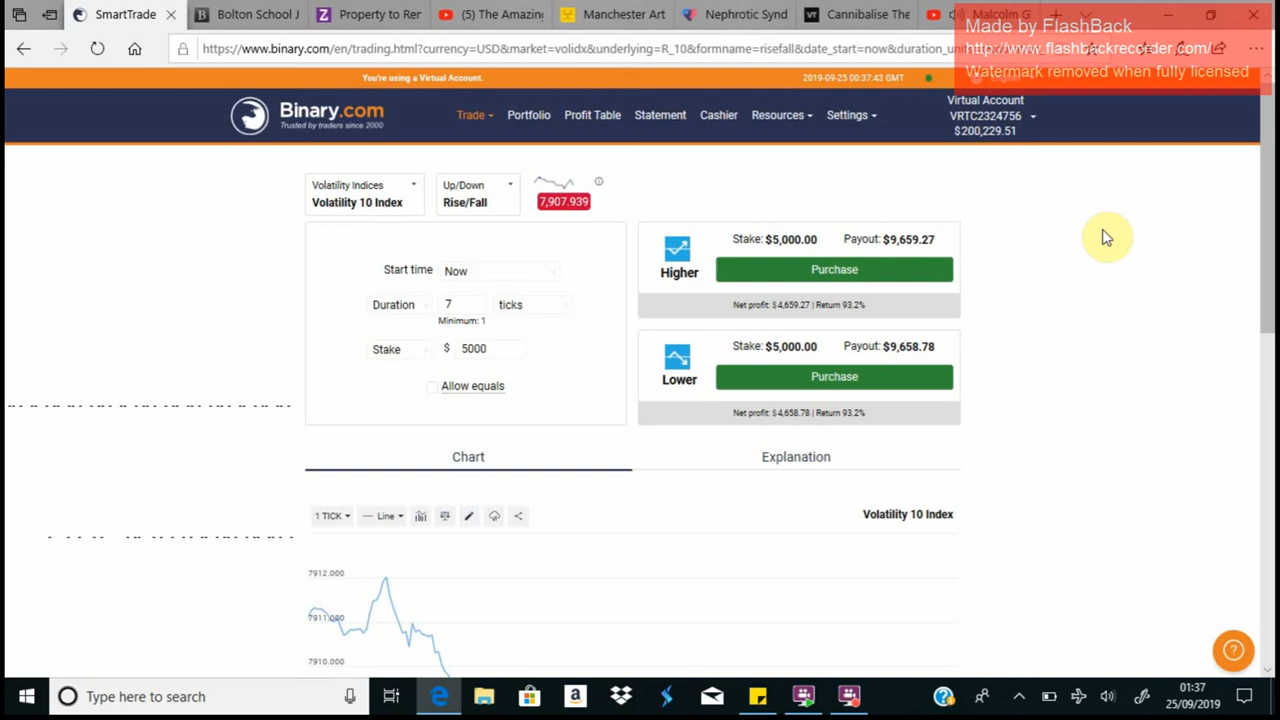 SmartTrade
Bolton School
Property to Rer
(5) The Amazing
Manchester Art
Nephrotic Synd
Cannibalise The
Malcolm G
Made by FlashBack
http://www.flashbackrecorder.com/
Watermark removed when fully licensed
https://www.binary.com/en/trading.html?currency=USD&market=volidx&underlying=R_10&formname=risefall&date_start=now&duration_uni
You're using a Virtual Account.
2019-09-25 00:37:43 GMT
Binary.com
Trusted by traders since 2000
Trade
Portfolio
Profit Table
Statement
Cashier
Resources
Settings
Virtual Account
VRTC2324756
$200,229.51
Volatility Indices
Volatility 10 Index
Up/Down
Rise/Fall
7,907.939
Start time Now
Duration 7 ticks
Minimum: 1
Stake $ 5000
Allow equals
Higher
Stake: $5,000.00 Payout: $9,659.27
Purchase
Net profit: $4,659.27 | Return 93.2%
Lower
Stake: $5,000.00 Payout: $9,658.78
Purchase
Net profit: $4,658.78 | Return 93.2%
Chart
Explanation
1 TICK
Line
Volatility 10 Index
7912.000
7911.000
7910.000
Type here to search
01:37
25/09/2019